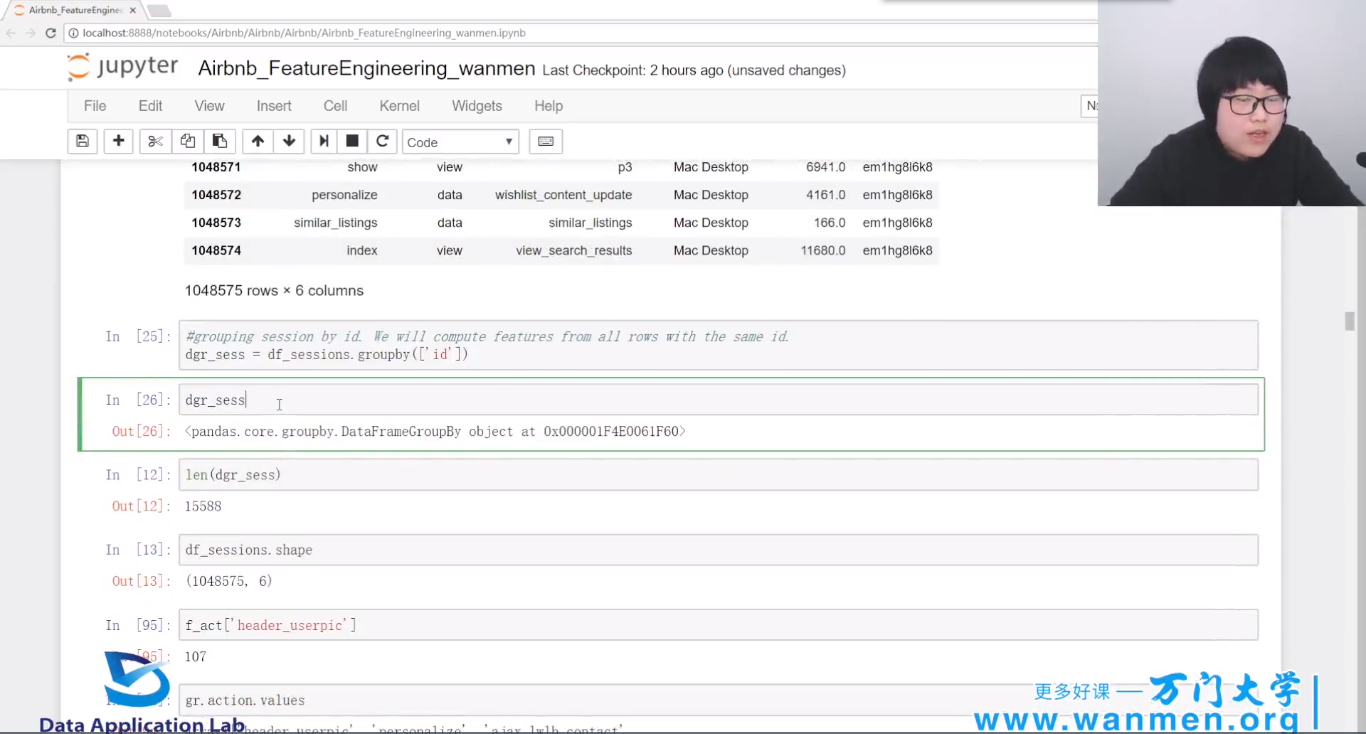 Airbnb_FeatureEnginee
localhost:8888/notebooks/Airbnb/Airbnb/Airbnb/Airbnb_FeatureEngineering_wanmen.ipynb
jupyter Airbnb_FeatureEngineering_wanmen Last Checkpoint: 2 hours ago (unsaved changes)
File Edit View Insert Cell Kernel Widgets Help
Code
1048571 show view p3 Mac Desktop 6941.0 em1hg8l6k8
1048572 personalize data wishlist_content_update Mac Desktop 4161.0 em1hg8l6k8
1048573 similar_listings data similar_listings Mac Desktop 166.0 em1hg8l6k8
1048574 index view view_search_results Mac Desktop 11680.0 em1hg8l6k8
1048575 rows × 6 columns
In [25]: #grouping session by id. We will compute features from all rows with the same id.
dgr_sess = df_sessions.groupby(['id'])
In [26]: dgr_sess
Out[26]: <pandas.core.groupby.DataFrameGroupBy object at 0x000001F4E0061F60>
In [12]: len(dgr_sess)
Out[12]: 15588
In [13]: df_sessions.shape
Out[13]: (1048575, 6)
In [95]: f_act['header_userpic']
95]: 107
gr.action.values
更多好课 — 万门大学
www.wanmen.org
Data Application Lab
'header_userpic', 'personalize',